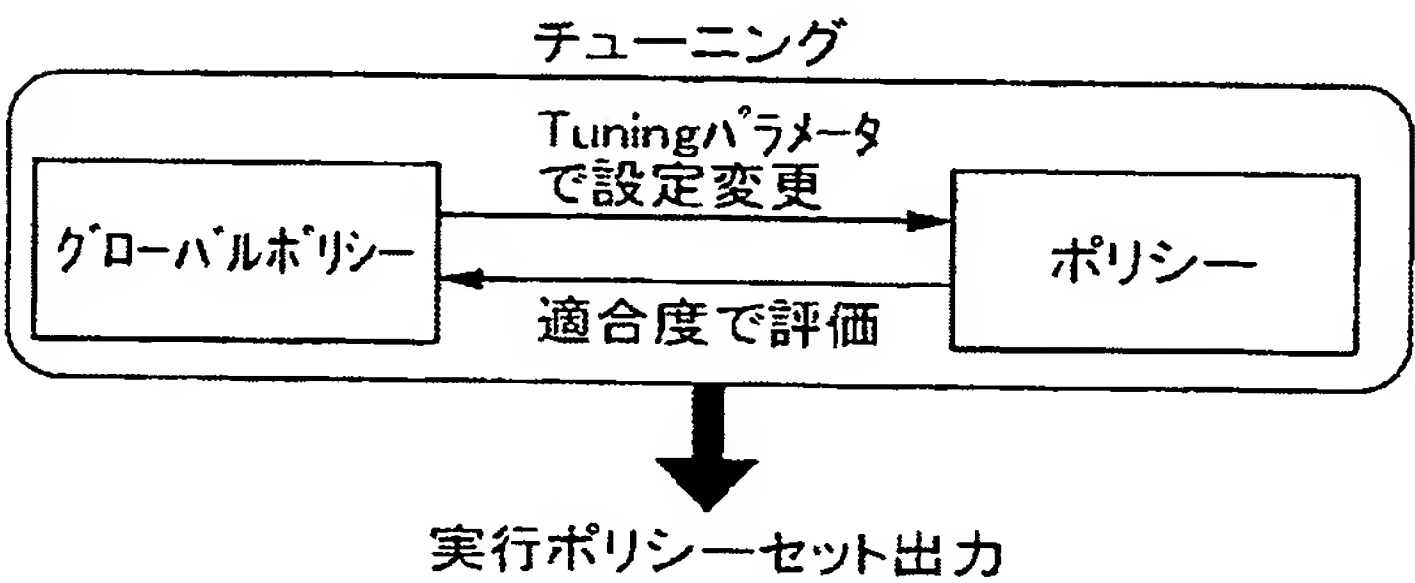 チューニング
Tuningパラメータ
で設定変更
グローバルポリシー
ポリシー
適合度で評価
実行ポリシーセット出力